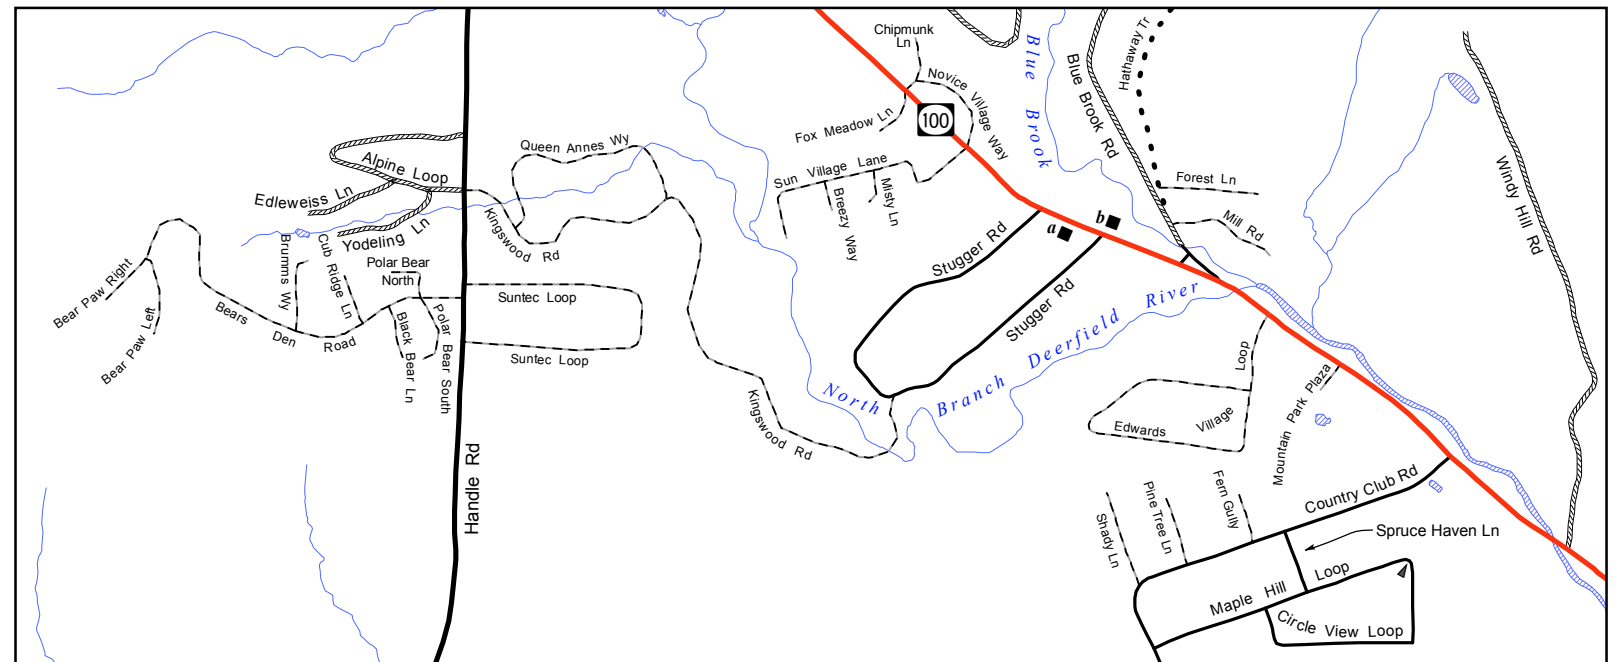 Chipmunk
Ln
Hathaway Tr
Blue Brook
Blue Brook Rd
Novice Village Way
100
Fox Meadow Ln
Queen Annes Wy
Alpine Loop
Sun Village Lane
Windy Hill Rd
Forest Ln
Edleweiss Ln
Breezy Way
Misty Ln
Mill Rd
b
a
Kingswood Rd
Yodeling Ln
Stugger Rd
Brumms Wy
Cub Ridge Ln
Polar Bear
North
Bear Paw Right
Suntec Loop
Stugger Rd
Bears Den Road
Black Bear Ln
Polar Bear South
Bear Paw Left
Suntec Loop
North Branch Deerfield River
Kingswood Rd
Edwards Village Loop
Mountain Park Plaza
Handle Rd
Country Club Rd
Shady Ln
Pine Tree Ln
Fern Gully
Spruce Haven Ln
Maple Hill Loop
Circle View Loop